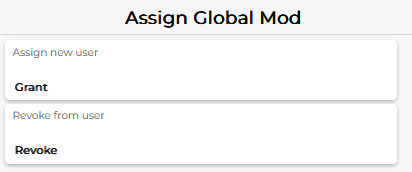 Assign Global Mod
Assign new user
Grant
Revoke from user
Revoke